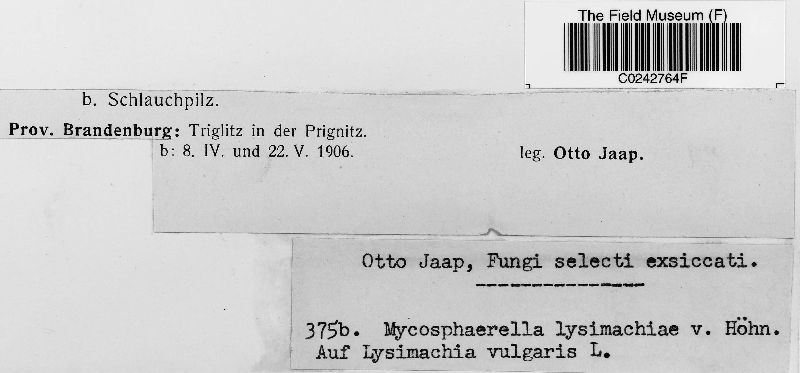 The Field Museum (F)
C0242764F
b. Schlauchpilz.
Prov. Brandenburg: Triglitz in der Prignitz.
b: 8. IV. und 22. V. 1906. leg. Otto Jaap.
Otto Jaap, Fungi selecti exsiccati.
375b. Mycosphaerella lysimachiae v. Höhn.
Auf Lysimachia vulgaris L.